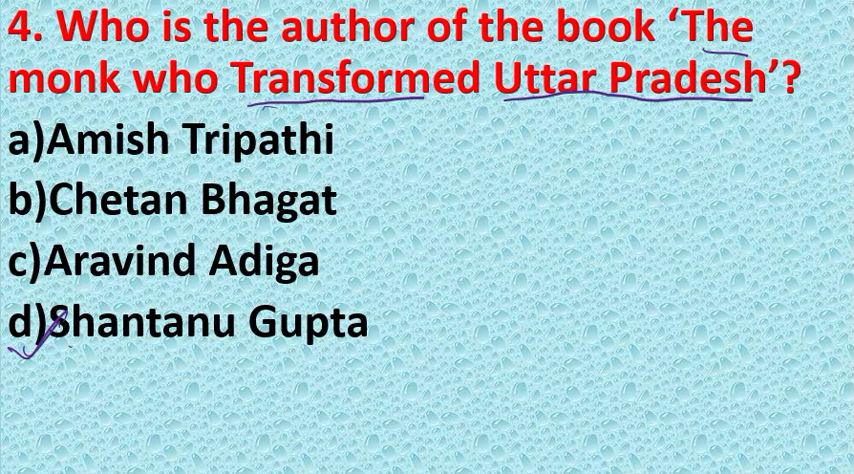 4. Who is the author of the book ‘The
monk who Transformed Uttar Pradesh’?
a)Amish Tripathi
b)Chetan Bhagat
c)Aravind Adiga
d)Shantanu Gupta